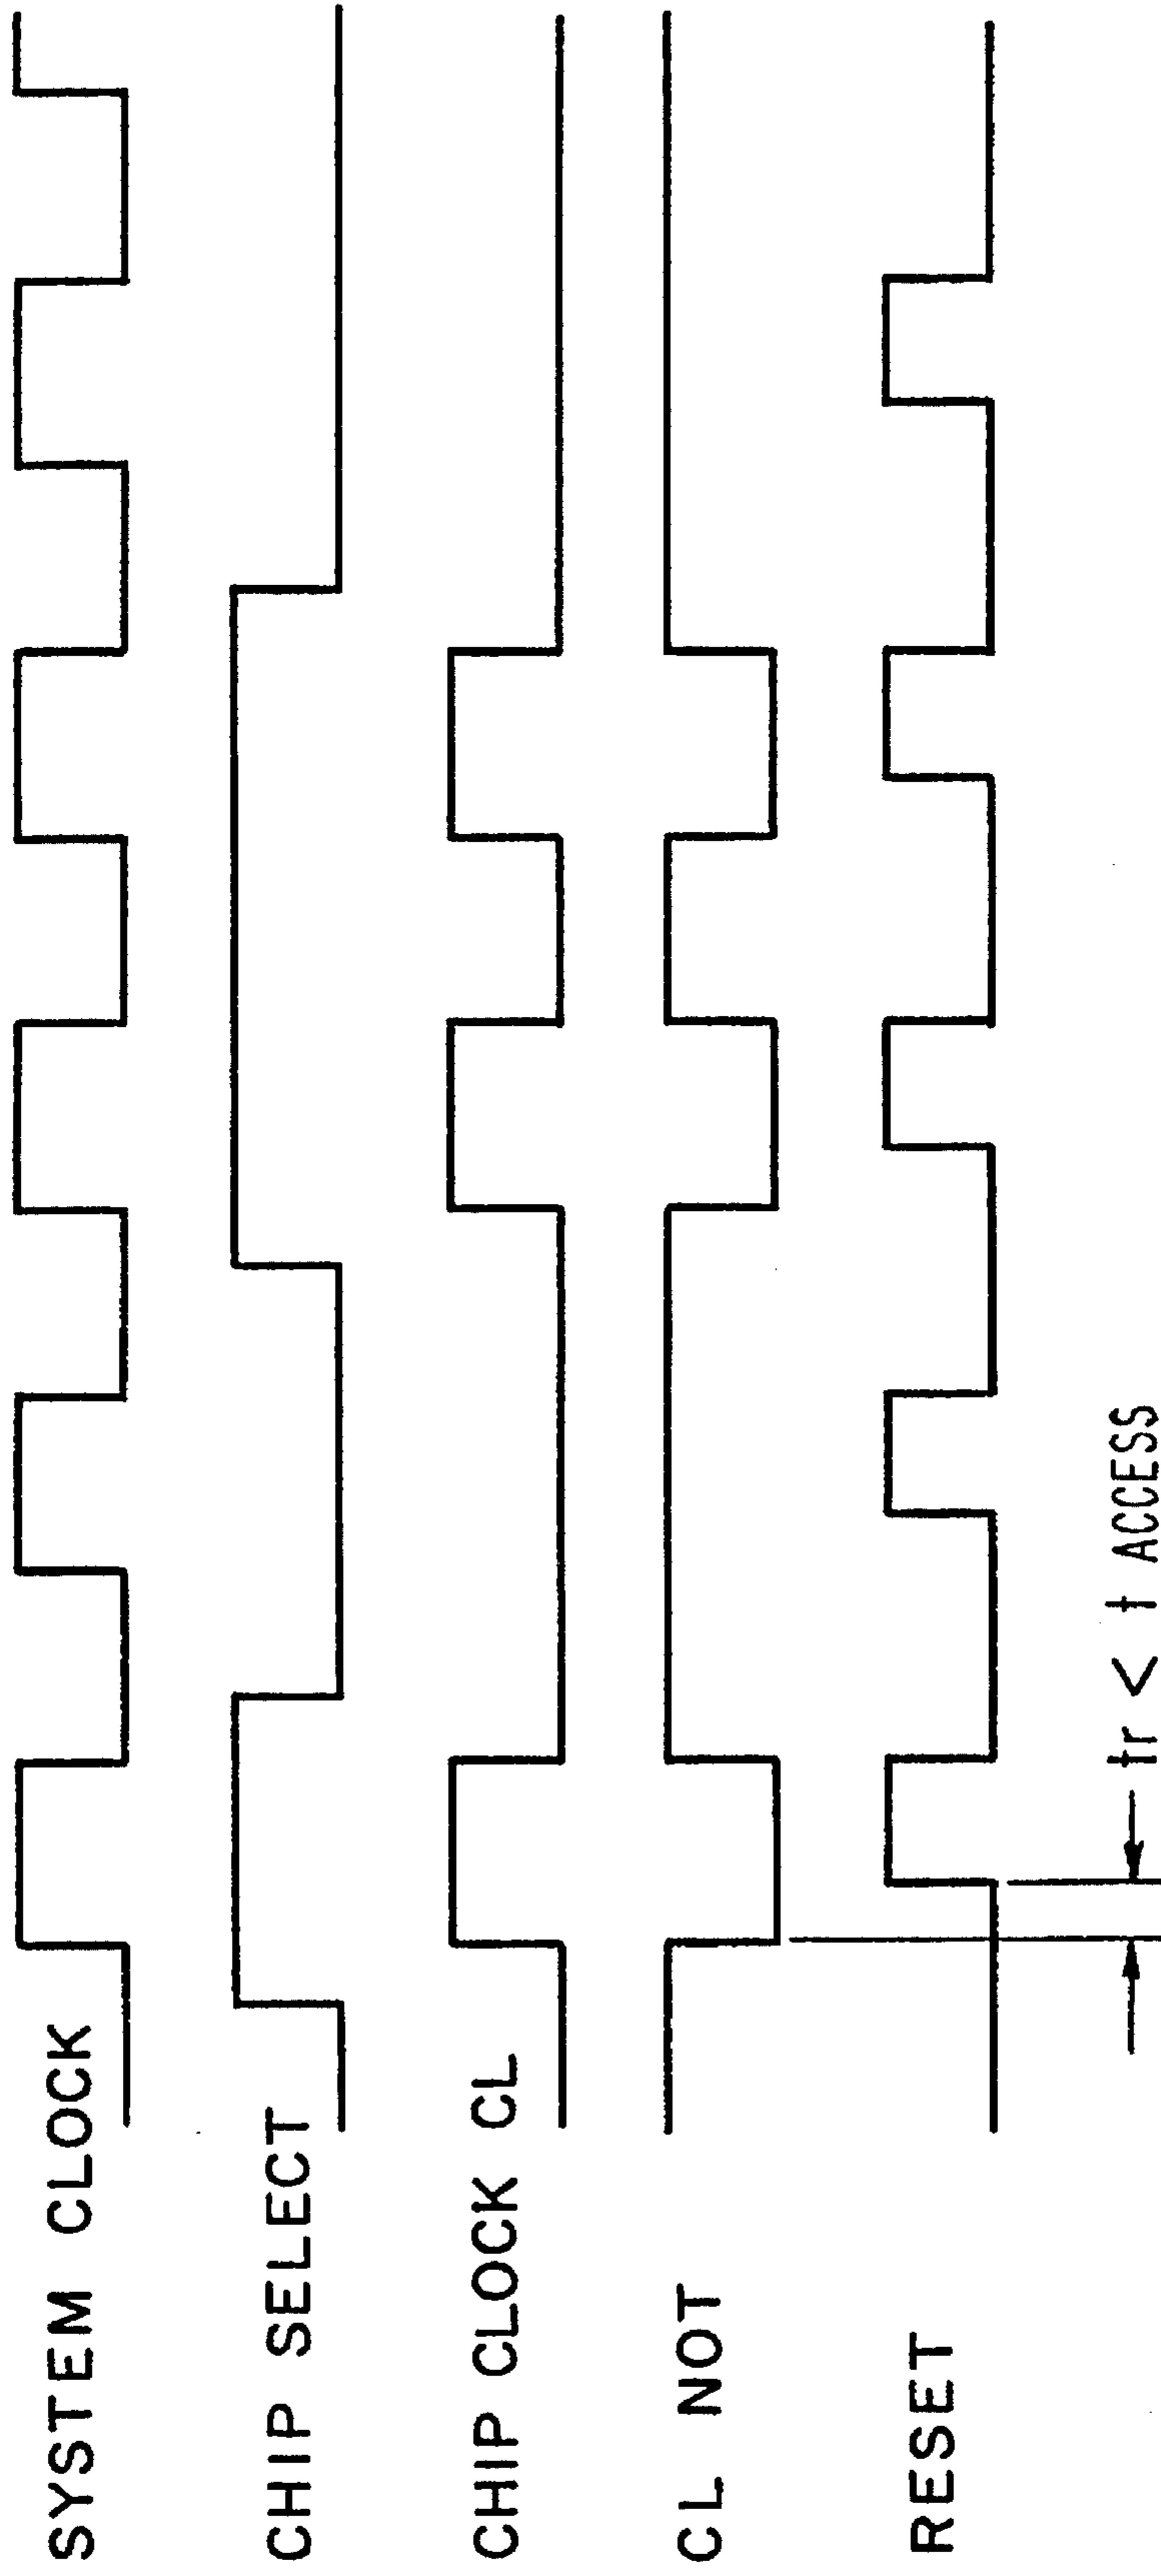 SYSTEM CLOCK
CHIP SELECT
CHIP CLOCK CL
CL NOT
RESET
tr < t ACCESS